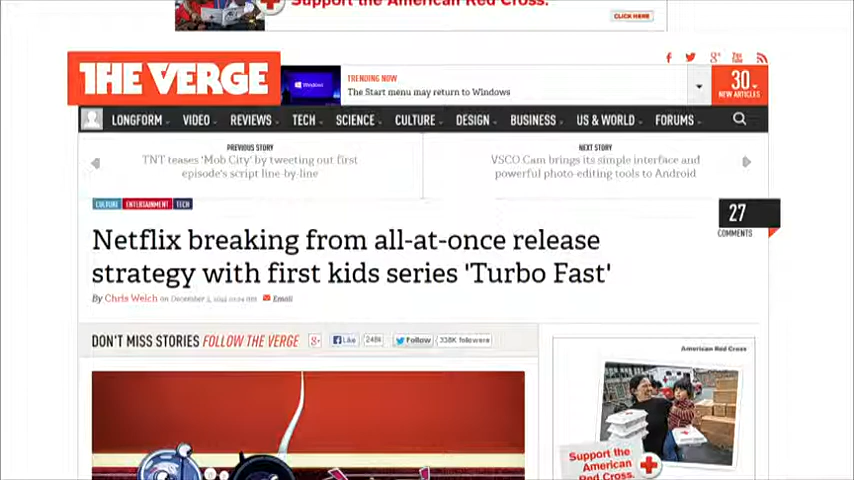 Support the American Red Cross.
CLICK HERE
THE VERGE
TRENDING NOW
The Start menu may return to Windows
30
NEW ARTICLES
LONGFORM
VIDEO
REVIEWS
TECH
SCIENCE
CULTURE
DESIGN
BUSINESS
US & WORLD
FORUMS
PREVIOUS STORY
TNT teases 'Mob City' by tweeting out first
episode's script line-by-line
NEXT STORY
VSCO Cam brings its simple interface and
powerful photo-editing tools to Android
CULTURE ENTERTAINMENT TECH
27
COMMENTS
Netflix breaking from all-at-once release
strategy with first kids series 'Turbo Fast'
By Chris Welch on December Email
DON'T MISS STORIES FOLLOW THE VERGE
Like
248k
Follow
338K followers
American Red Cross
Support the
American
Red Cross.